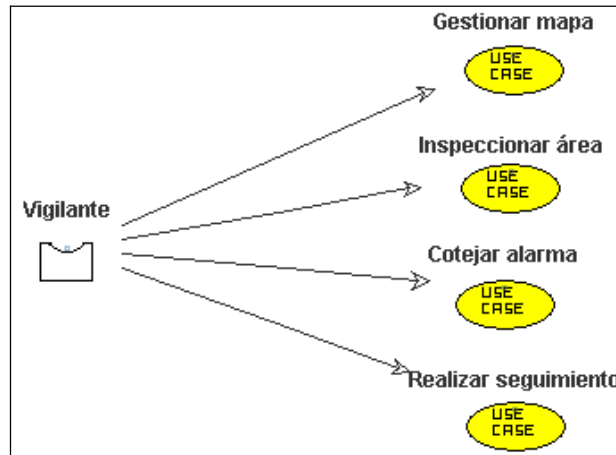 Gestionar mapa
USE
CASE
Inspeccionar área
USE
CASE
Vigilante
Cotejar alarma
USE
CASE
Realizar seguimiento
USE
CASE